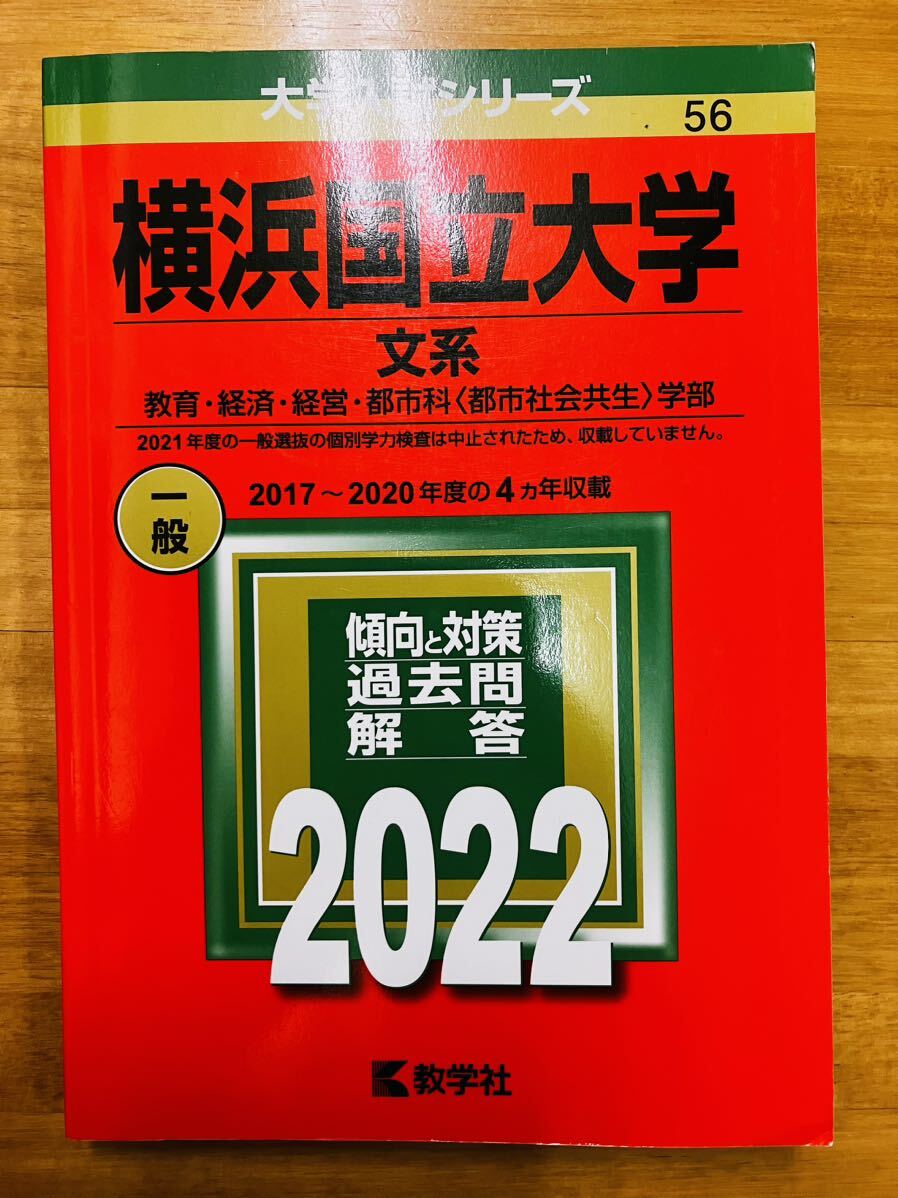 大学入試シリーズ
56
横浜国立大学
文系
教育・経済・経営・都市科〈都市社会共生〉学部
2021年度の一般選抜の個別学力検査は中止されたため、収載していません。
一般
2017～2020年度の4ヵ年収載
傾向と対策
過去問
解答
2022
教学社